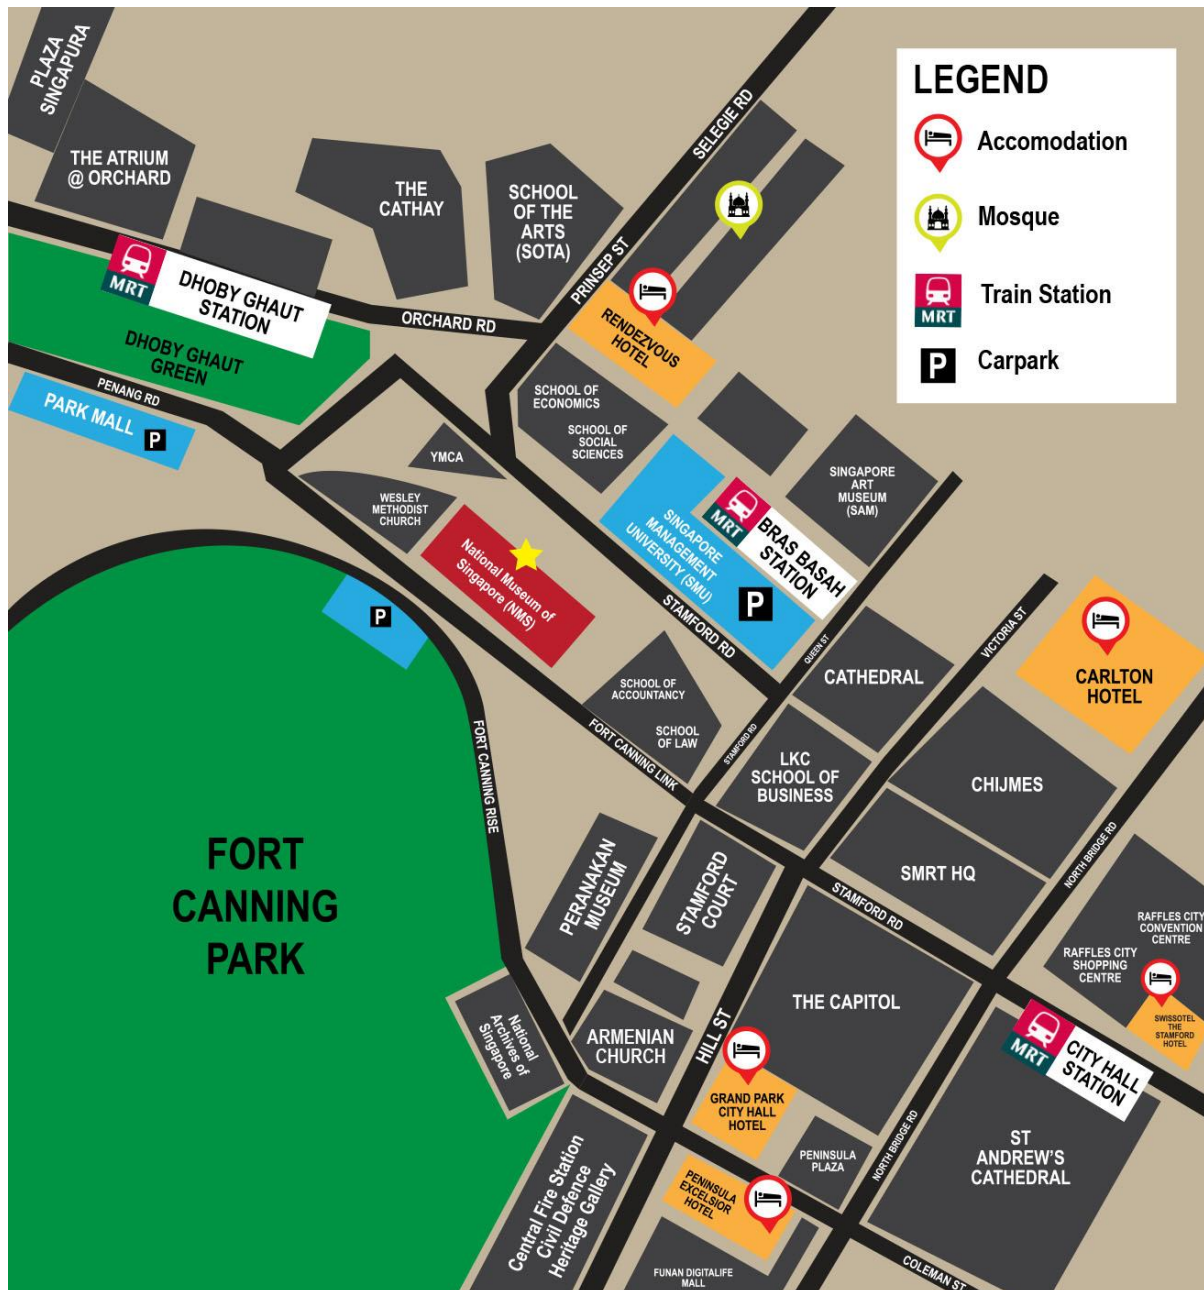 PLAZA
SINGAPURA
THE ATRIUM
@ ORCHARD
THE
CATHAY
SCHOOL
OF THE
ARTS
(SOTA)
SELEGIE RD
PRINSEP ST
LEGEND
Accomodation
Mosque
MRT
Train Station
P
Carpark
MRT
DHOBY GHAUT
STATION
DHOBY GHAUT
GREEN
ORCHARD RD
RENDEZVOUS
HOTEL
PENANG RD
PARK MALL
P
YMCA
WESLEY
METHODIST
CHURCH
SCHOOL OF
ECONOMICS
SCHOOL OF
SOCIAL
SCIENCES
SINGAPORE
ART
MUSEUM
(SAM)
MRT
BRAS BASAH
STATION
SINGAPORE
MANAGEMENT
UNIVERSITY (SMU)
P
National Museum of
Singapore (NMS)
P
STAMFORD RD
QUEEN ST
VICTORIA ST
CATHEDRAL
CARLTON
HOTEL
SCHOOL OF
ACCOUNTANCY
SCHOOL
OF LAW
STAMFORD RD
FORT CANNING LINK
FORT CANNING RISE
LKC
SCHOOL OF
BUSINESS
CHIJMES
FORT
CANNING
PARK
PERANAKAN
MUSEUM
STAMFORD
COURT
SMRT HQ
STAMFORD RD
NORTH BRIDGE RD
RAFFLES CITY
CONVENTION
CENTRE
RAFFLES CITY
SHOPPING
CENTRE
SWISSOTEL
THE
STAMFORD
HOTEL
THE CAPITOL
National
Archives of
Singapore
ARMENIAN
CHURCH
HILL ST
MRT
CITY HALL
STATION
GRAND PARK
CITY HALL
HOTEL
PENINSULA
PLAZA
NORTH BRIDGE RD
ST
ANDREW'S
CATHEDRAL
PENINSULA
EXCELSIOR
HOTEL
Central Fire Station
Civil Defence
Heritage Gallery
FUNAN DIGITALIFE
MALL
COLEMAN ST